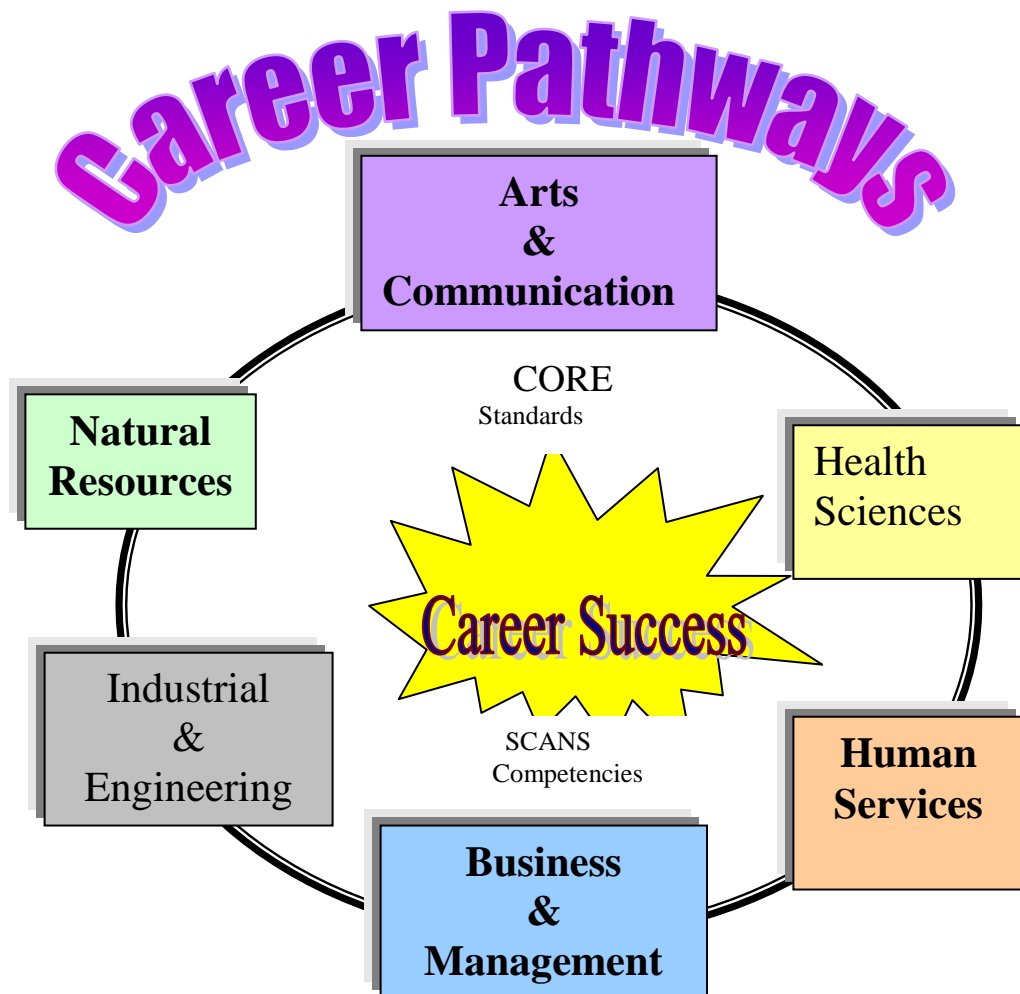 Career Pathways
Arts
&
Communication
CORE
Standards
Natural
Resources
Health
Sciences
Career Success
Industrial
&
Engineering
SCANS
Competencies
Human
Services
Business
&
Management